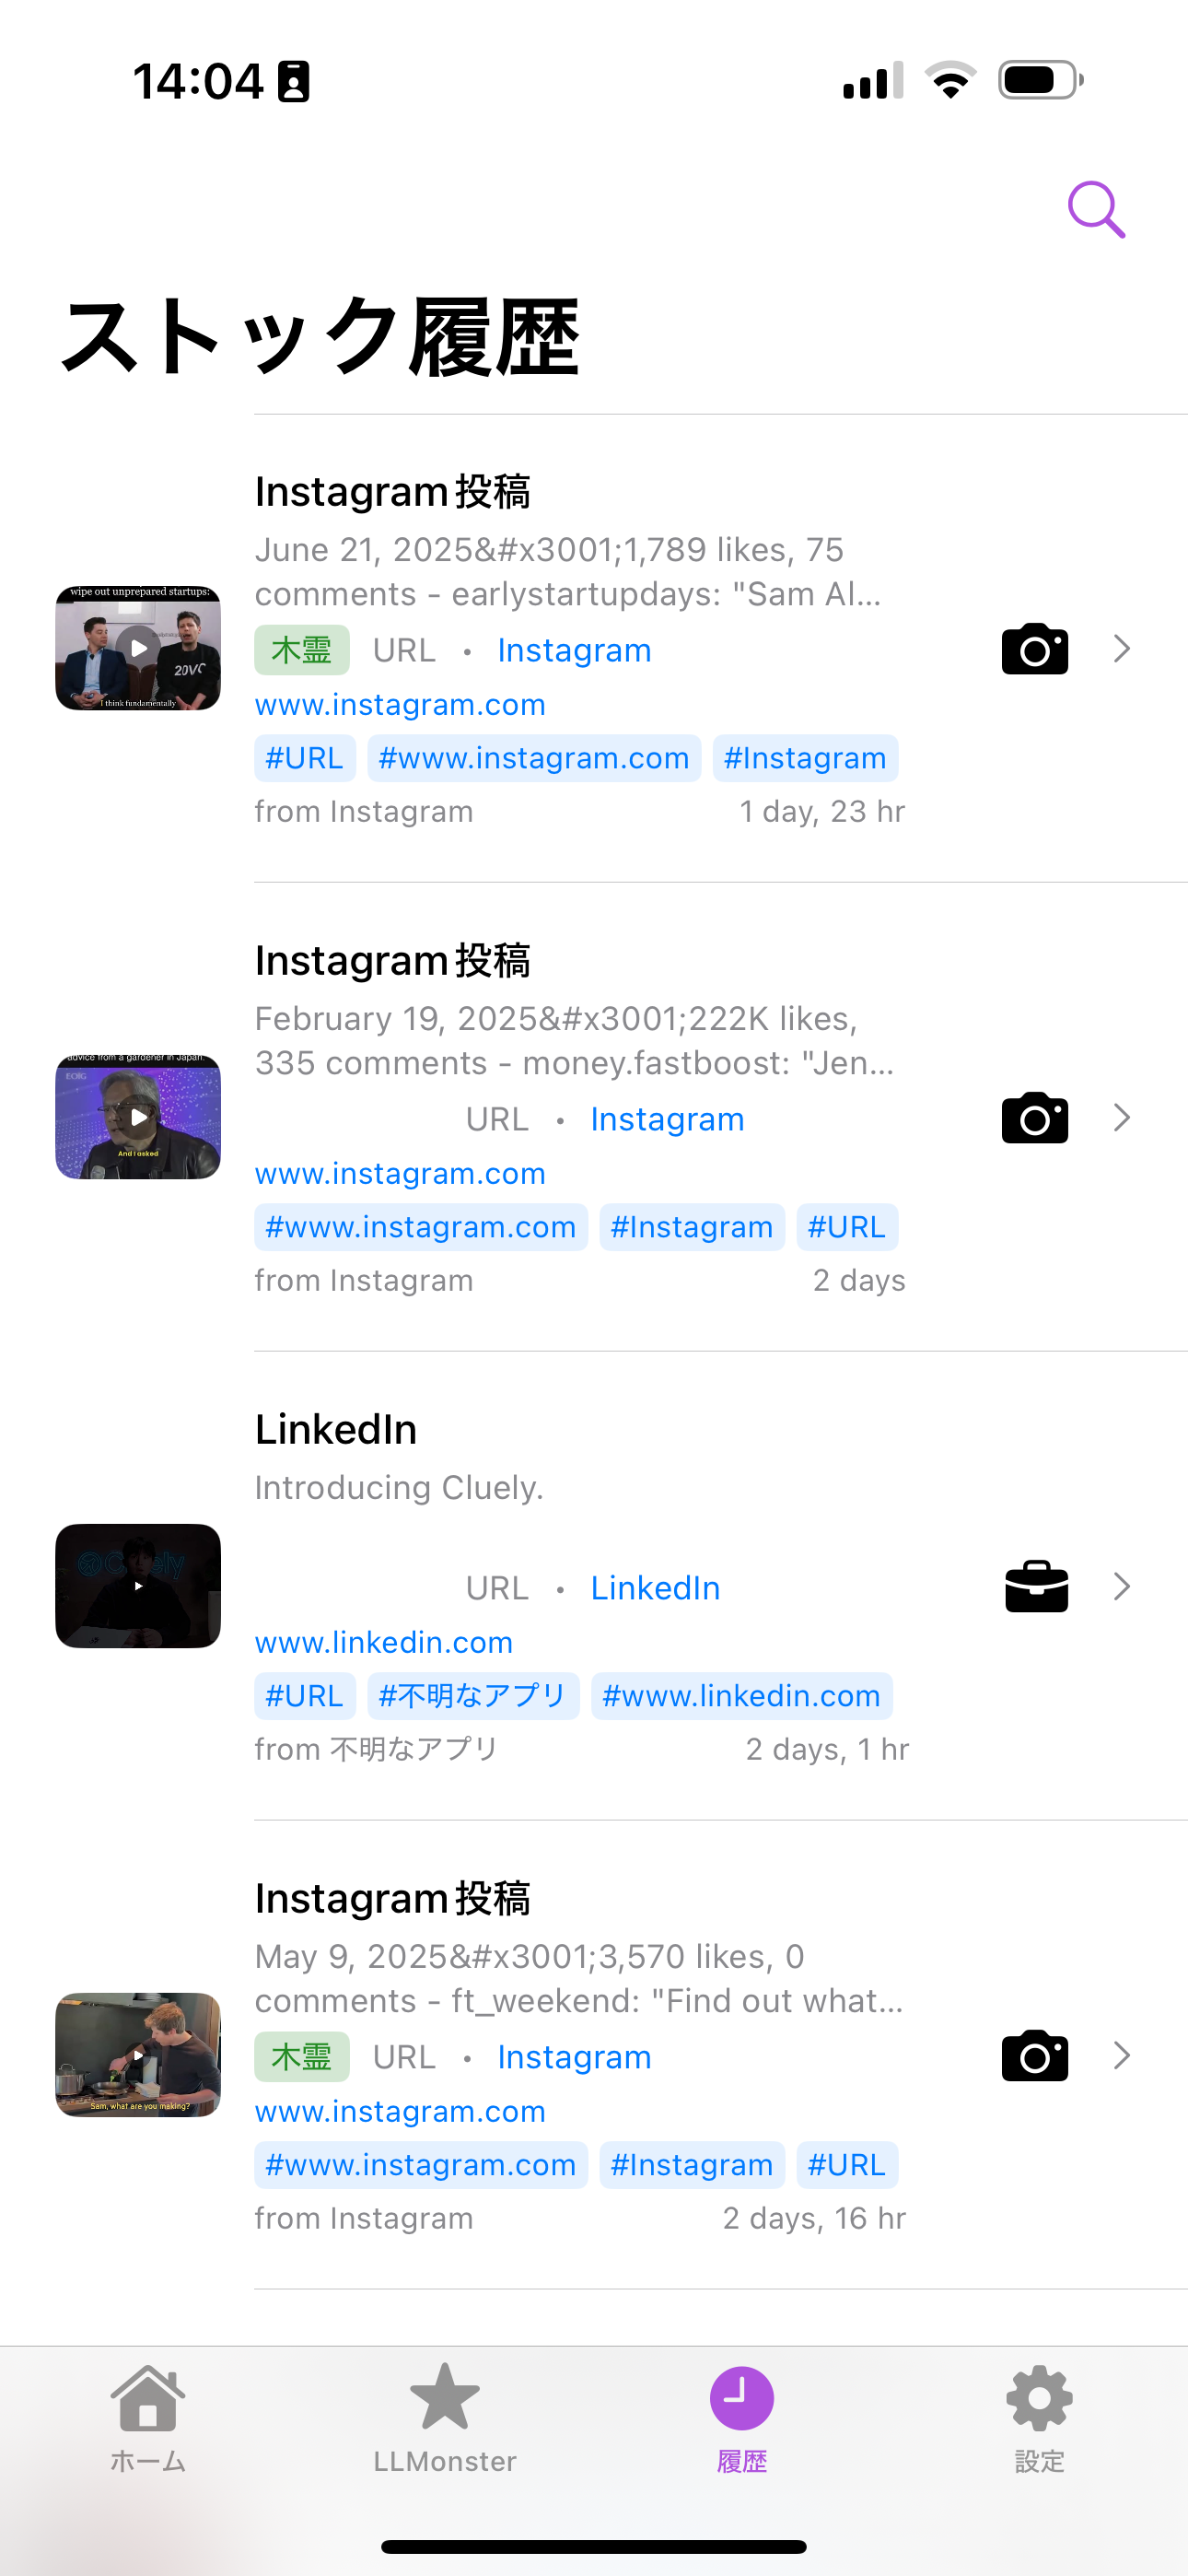 14:04
ストック履歴
Instagram投稿
June 21, 2025&#x3001;1,789 likes, 75
comments - earlystartupdays: "Sam Al...
wipe out unprepared startups:
20VC
I think fundamentally
木霊 URL • Instagram
www.instagram.com
#URL #www.instagram.com #Instagram
from Instagram 1 day, 23 hr
Instagram投稿
February 19, 2025&#x3001;222K likes,
335 comments - money.fastboost: "Jen...
advice from a gardener in Japan.
And I asked
URL • Instagram
www.instagram.com
#www.instagram.com #Instagram #URL
from Instagram 2 days
LinkedIn
Introducing Cluely.
URL • LinkedIn
www.linkedin.com
#URL #不明なアプリ #www.linkedin.com
from 不明なアプリ 2 days, 1 hr
Instagram投稿
May 9, 2025&#x3001;3,570 likes, 0
comments - ft_weekend: "Find out what...
Sam, what are you making?
木霊 URL • Instagram
www.instagram.com
#www.instagram.com #Instagram #URL
from Instagram 2 days, 16 hr
ホーム LLMonster 履歴 設定